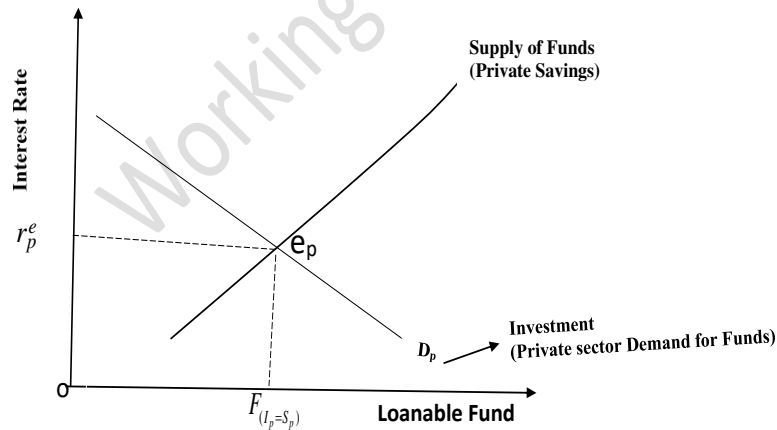 Working
Supply of Funds
(Private Savings)
Interest Rate
r_p^e
e_p
D_p
Investment
(Private sector Demand for Funds)
O
F_{(I_p=S_p)}
Loanable Fund